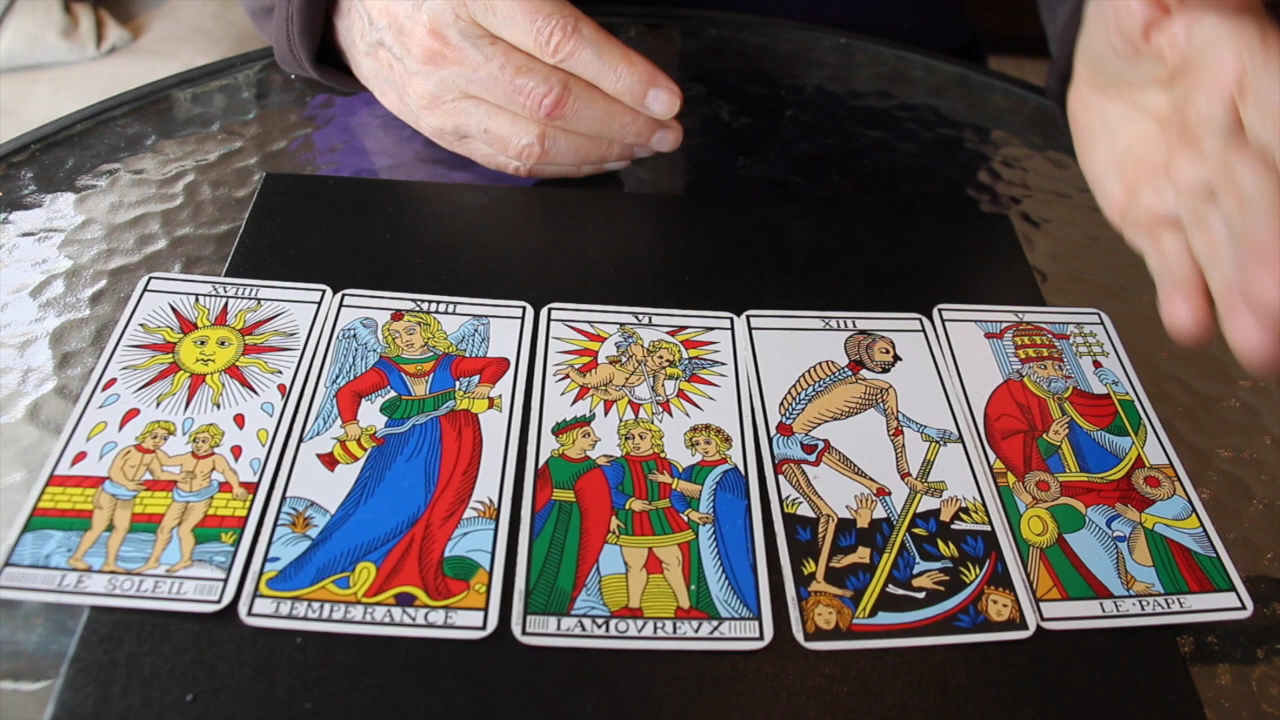 XVIIII
LE SOLEIL
XIIII
TEMPERANCE
VI
LAMOVREVX
XIII
V
LE·PAPE